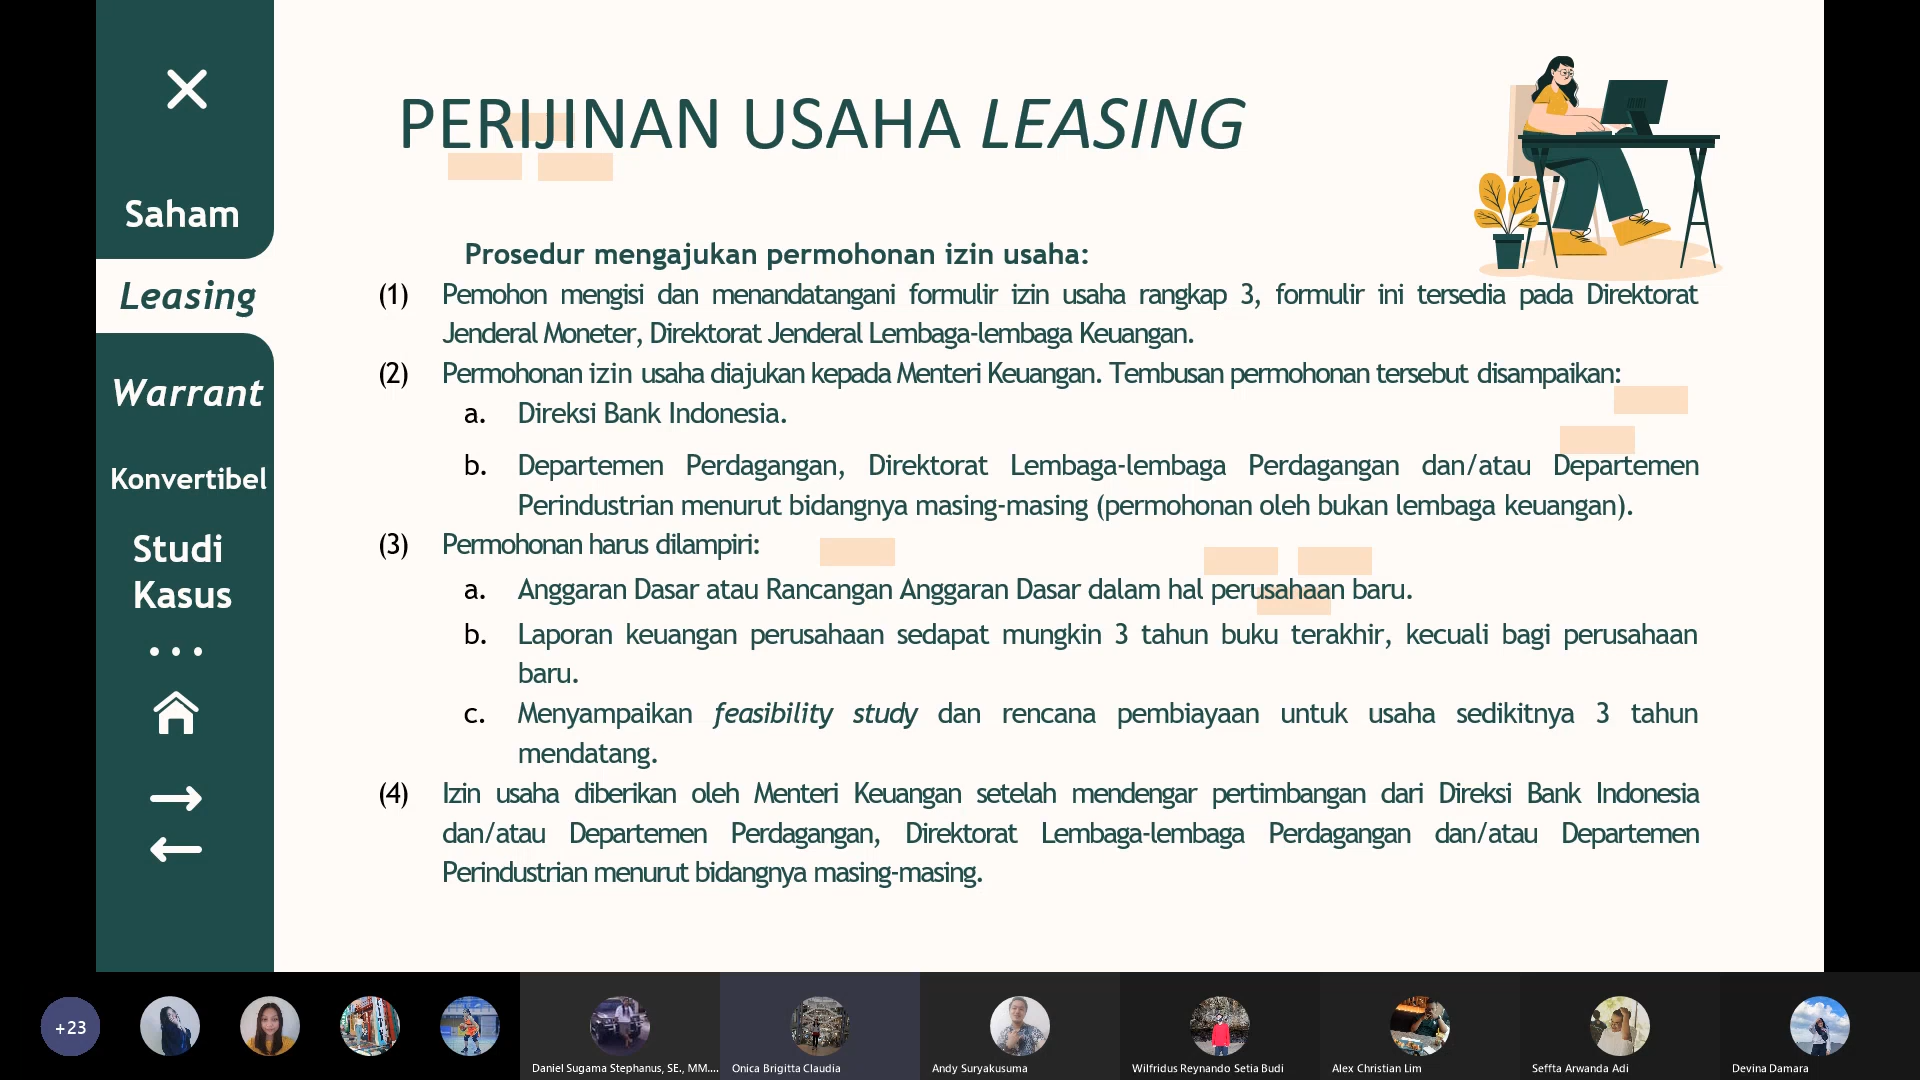 Saham
Leasing
Warrant
Konvertibel
Studi
Kasus
PERIJINAN USAHA LEASING
Prosedur mengajukan permohonan izin usaha:
(1) Pemohon mengisi dan menandatangani formulir izin usaha rangkap 3, formulir ini tersedia pada Direktorat
Jenderal Moneter, Direktorat Jenderal Lembaga-lembaga Keuangan.
(2) Permohonan izin usaha diajukan kepada Menteri Keuangan. Tembusan permohonan tersebut disampaikan:
a. Direksi Bank Indonesia.
b. Departemen Perdagangan, Direktorat Lembaga-lembaga Perdagangan dan/atau Departemen
Perindustrian menurut bidangnya masing-masing (permohonan oleh bukan lembaga keuangan).
(3) Permohonan harus dilampiri:
a. Anggaran Dasar atau Rancangan Anggaran Dasar dalam hal perusahaan baru.
b. Laporan keuangan perusahaan sedapat mungkin 3 tahun buku terakhir, kecuali bagi perusahaan
baru.
c. Menyampaikan feasibility study dan rencana pembiayaan untuk usaha sedikitnya 3 tahun
mendatang.
(4) Izin usaha diberikan oleh Menteri Keuangan setelah mendengar pertimbangan dari Direksi Bank Indonesia
dan/atau Departemen Perdagangan, Direktorat Lembaga-lembaga Perdagangan dan/atau Departemen
Perindustrian menurut bidangnya masing-masing.
+23
Daniel Sugama Stephanus, SE., MM....
Onica Brigitta Claudia
Andy Suryakusuma
Wilfridus Reynando Setia Budi
Alex Christian Lim
Seffta Arwanda Adi
Devina Damara